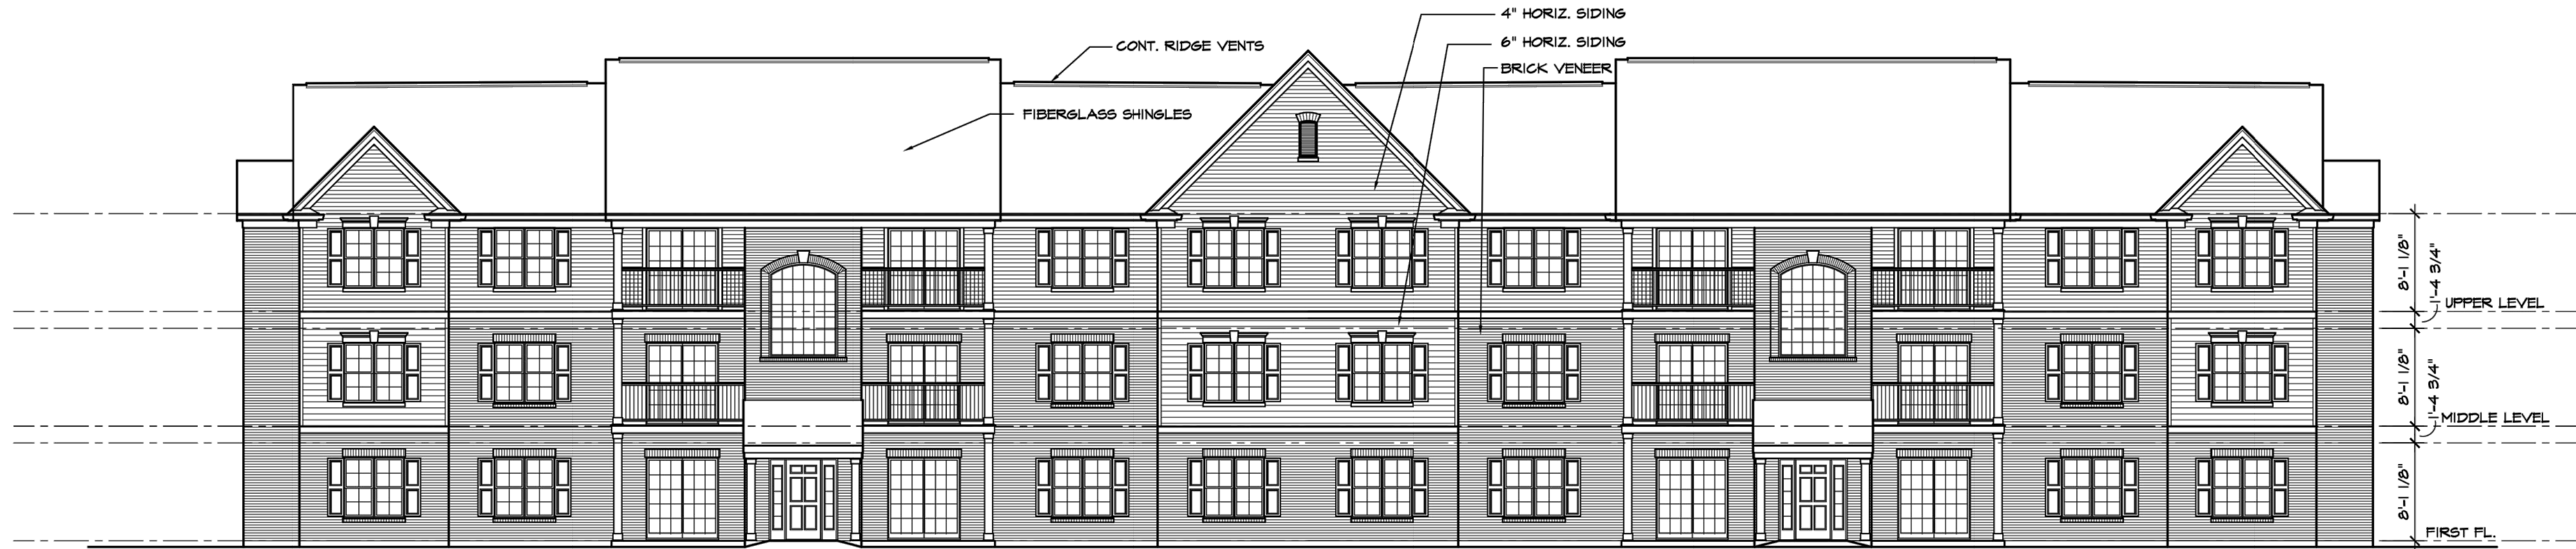 4" HORIZ. SIDING
6" HORIZ. SIDING
CONT. RIDGE VENTS
BRICK VENEER
FIBERGLASS SHINGLES
8'-1 1/8"
1'-4 3/4"
UPPER LEVEL
8'-1 1/8"
1'-4 3/4"
MIDDLE LEVEL
8'-1 1/8"
FIRST FL.